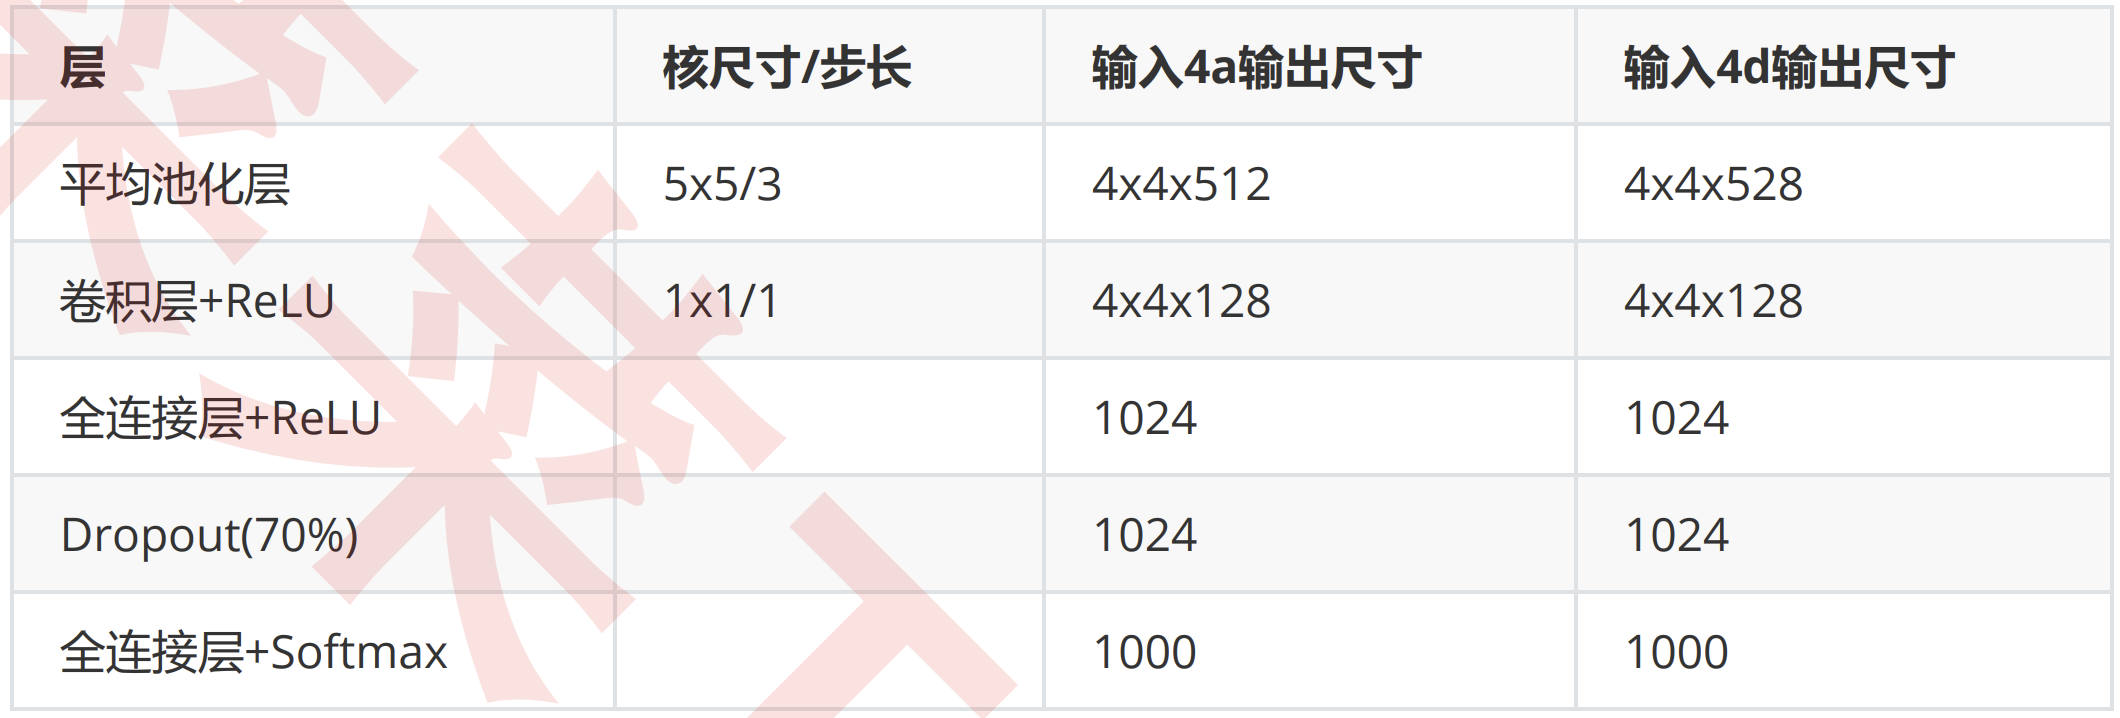 层 核尺寸/步长 输入4a输出尺寸 输入4d输出尺寸
平均池化层 5x5/3 4x4x512 4x4x528
卷积层+ReLU 1x1/1 4x4x128 4x4x128
全连接层+ReLU 1024 1024
Dropout(70%) 1024 1024
全连接层+Softmax 1000 1000